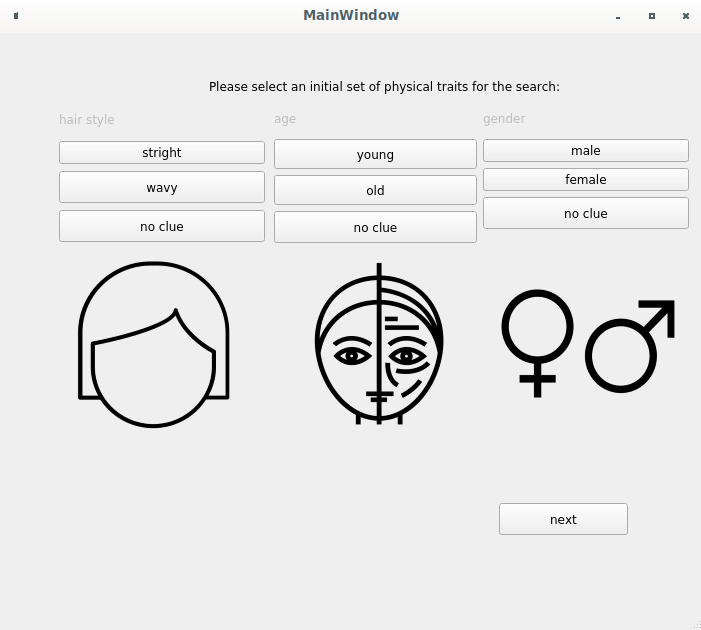 MainWindow
Please select an initial set of physical traits for the search:
hair style
age
gender
stright
young
male
wavy
old
female
no clue
no clue
no clue
next